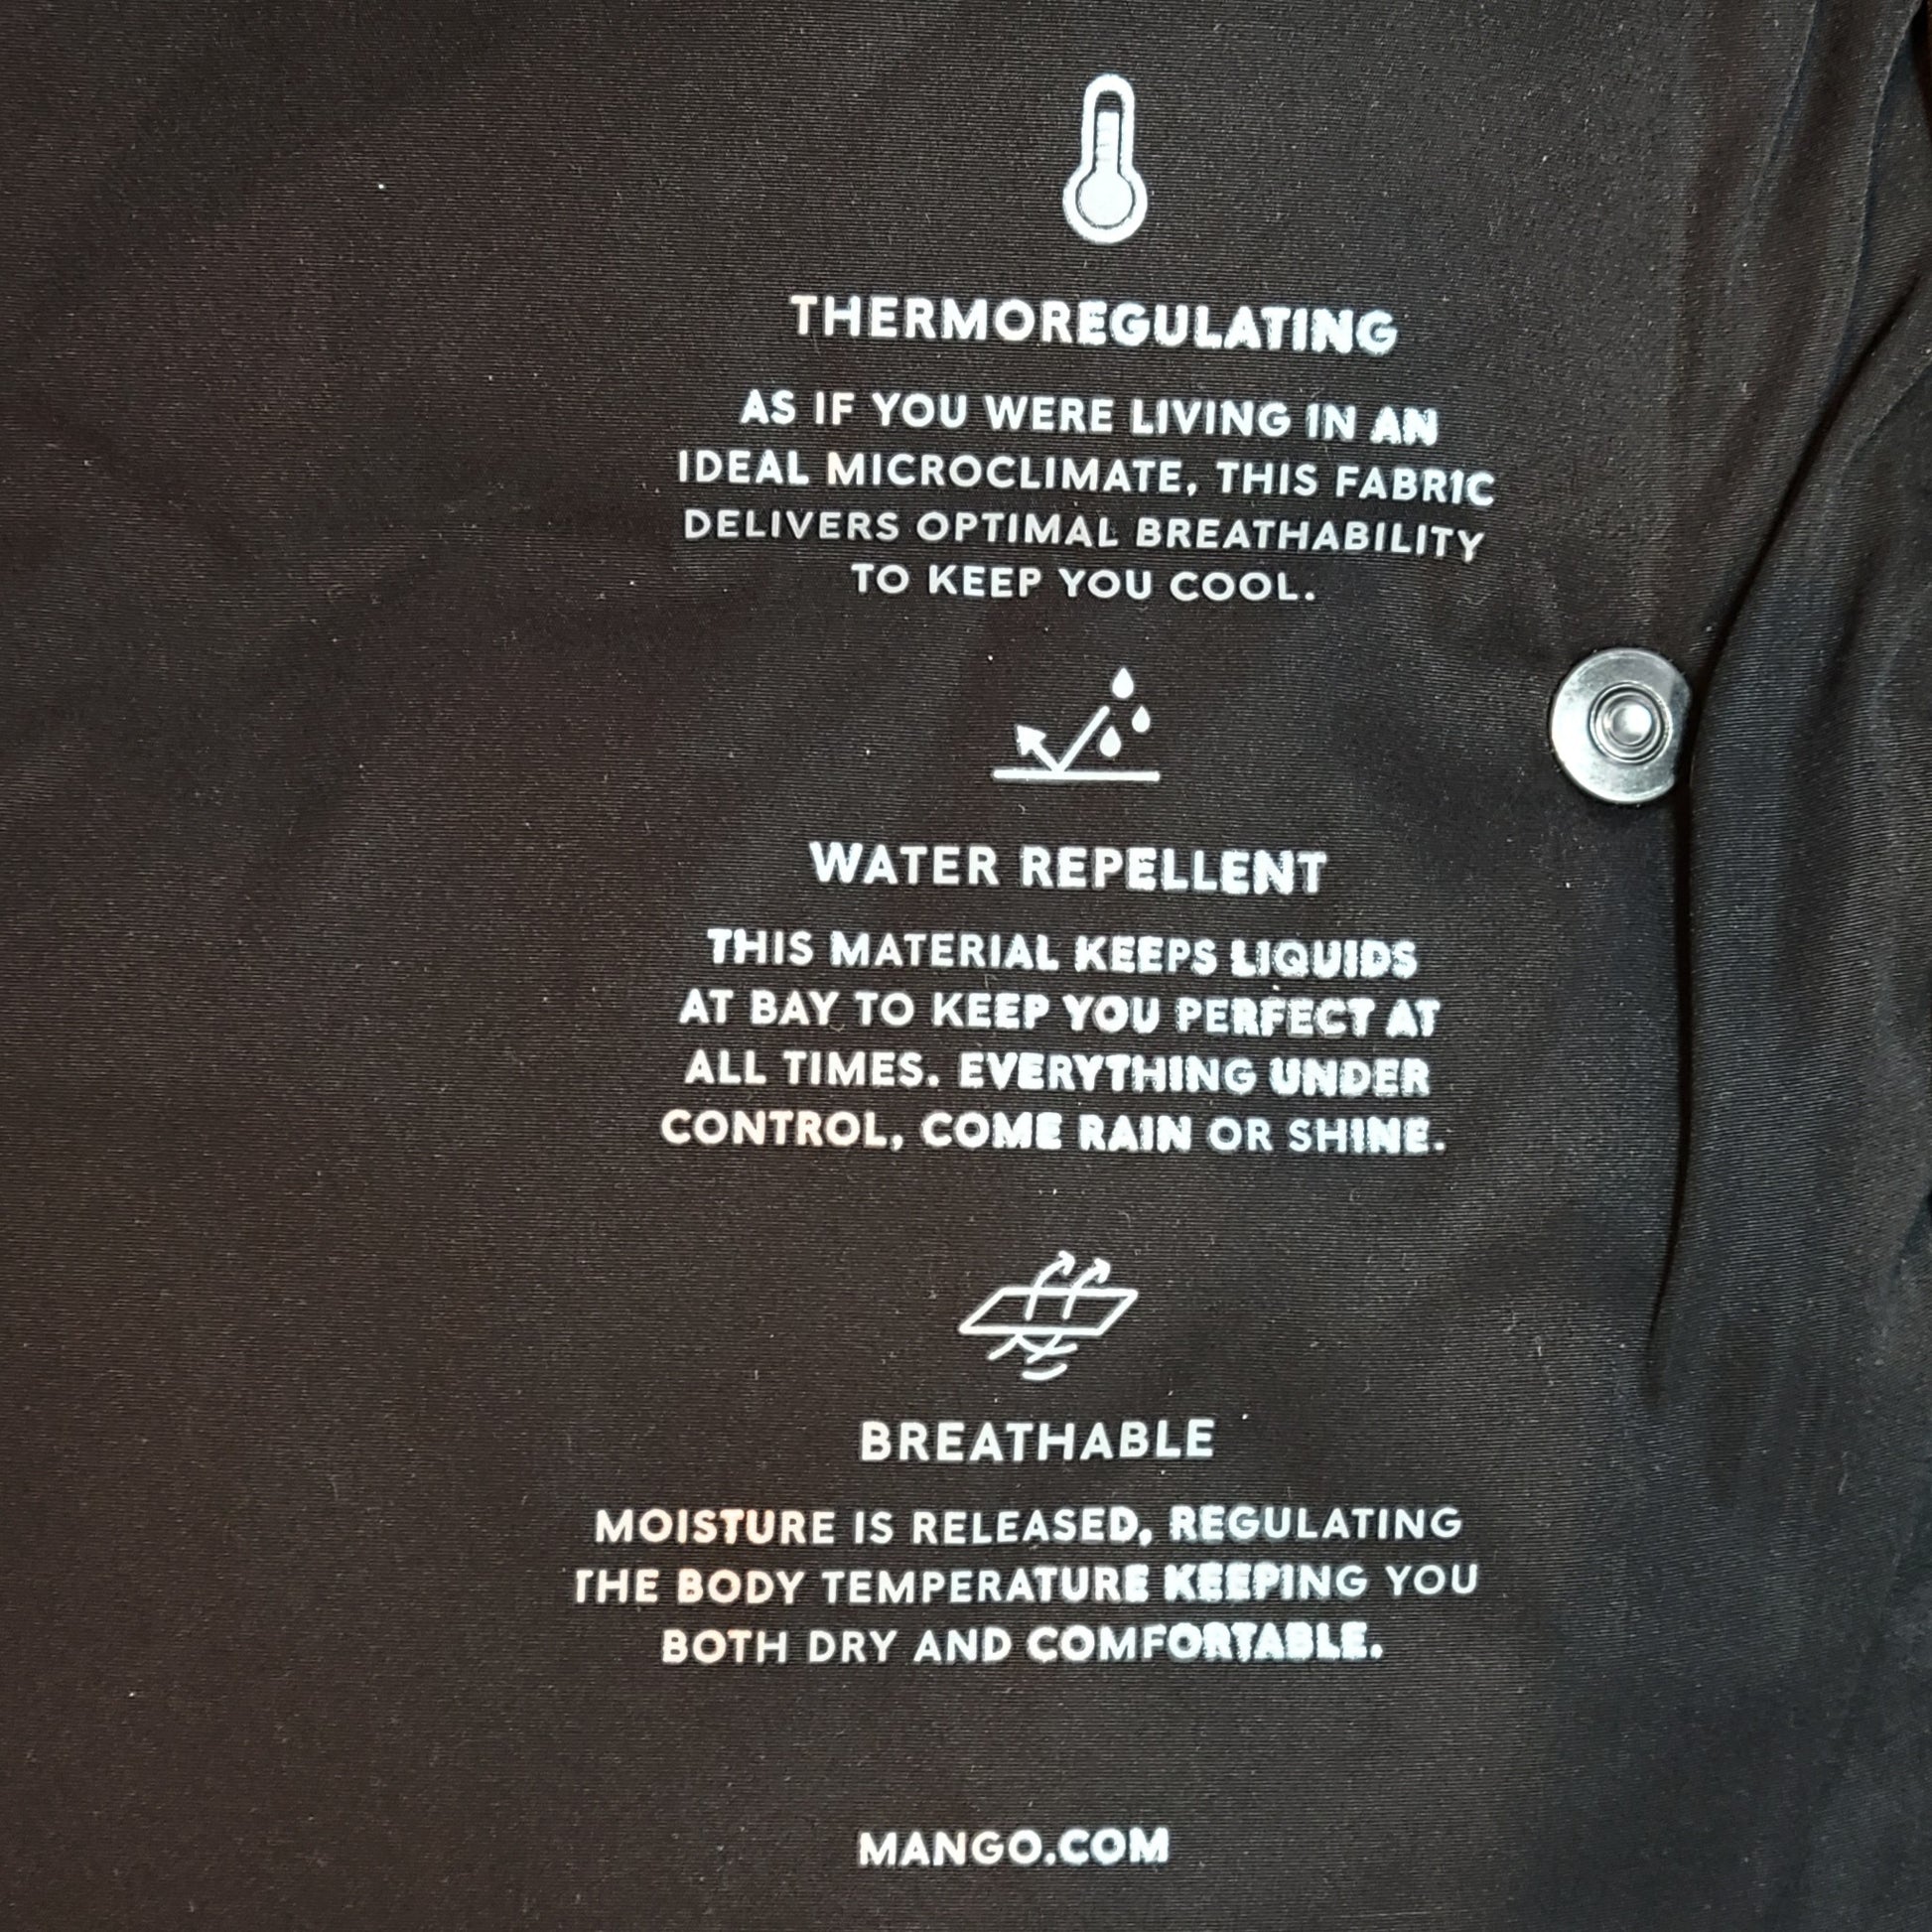 THERMOREGULATING
AS IF YOU WERE LIVING IN AN
IDEAL MICROCLIMATE, THIS FABRIC
DELIVERS OPTIMAL BREATHABILITY
TO KEEP YOU COOL.
WATER REPELLENT
THIS MATERIAL KEEPS LIQUIDS
AT BAY TO KEEP YOU PERFECT AT
ALL TIMES. EVERYTHING UNDER
CONTROL, COME RAIN OR SHINE.
BREATHABLE
MOISTURE IS RELEASED, REGULATING
THE BODY TEMPERATURE KEEPING YOU
BOTH DRY AND COMFORTABLE.
MANGO.COM